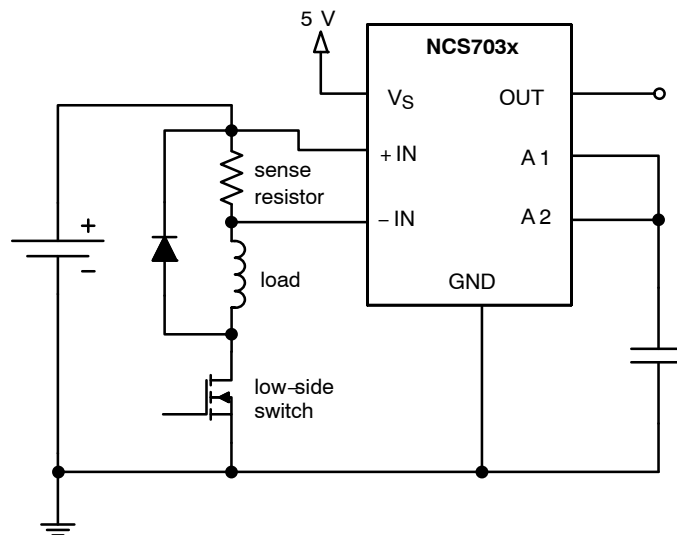 5 V
NCS703x
VS
OUT
+ IN
A 1
sense
resistor
− IN
A 2
+
−
load
GND
low−side
switch